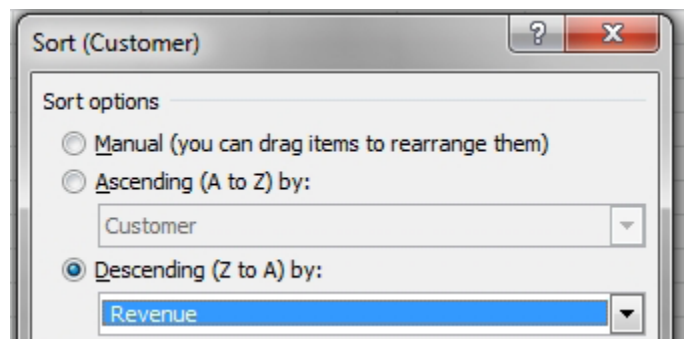 Sort (Customer)
Sort options
Manual (you can drag items to rearrange them)
Ascending (A to Z) by:
Customer
Descending (Z to A) by:
Revenue